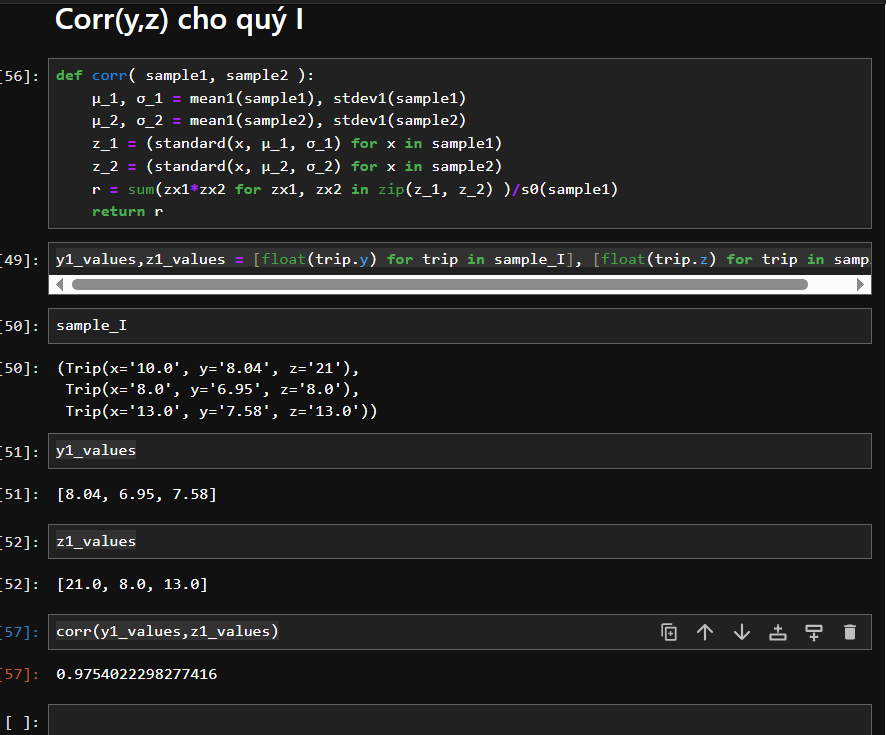 Corr(y,z) cho quý I
[56]:
def corr( sample1, sample2 ):
    μ_1, σ_1 = mean1(sample1), stdev1(sample1)
    μ_2, σ_2 = mean1(sample2), stdev1(sample2)
    z_1 = (standard(x, μ_1, σ_1) for x in sample1)
    z_2 = (standard(x, μ_2, σ_2) for x in sample2)
    r = sum(zx1*zx2 for zx1, zx2 in zip(z_1, z_2) )/s0(sample1)
    return r
[49]:
y1_values,z1_values = [float(trip.y) for trip in sample_I], [float(trip.z) for trip in samp
[50]:
sample_I
[50]:
(Trip(x='10.0', y='8.04', z='21'),
 Trip(x='8.0', y='6.95', z='8.0'),
 Trip(x='13.0', y='7.58', z='13.0'))
[51]:
y1_values
[51]:
[8.04, 6.95, 7.58]
[52]:
z1_values
[52]:
[21.0, 8.0, 13.0]
[57]:
corr(y1_values,z1_values)
[57]:
0.9754022298277416
[ ]: